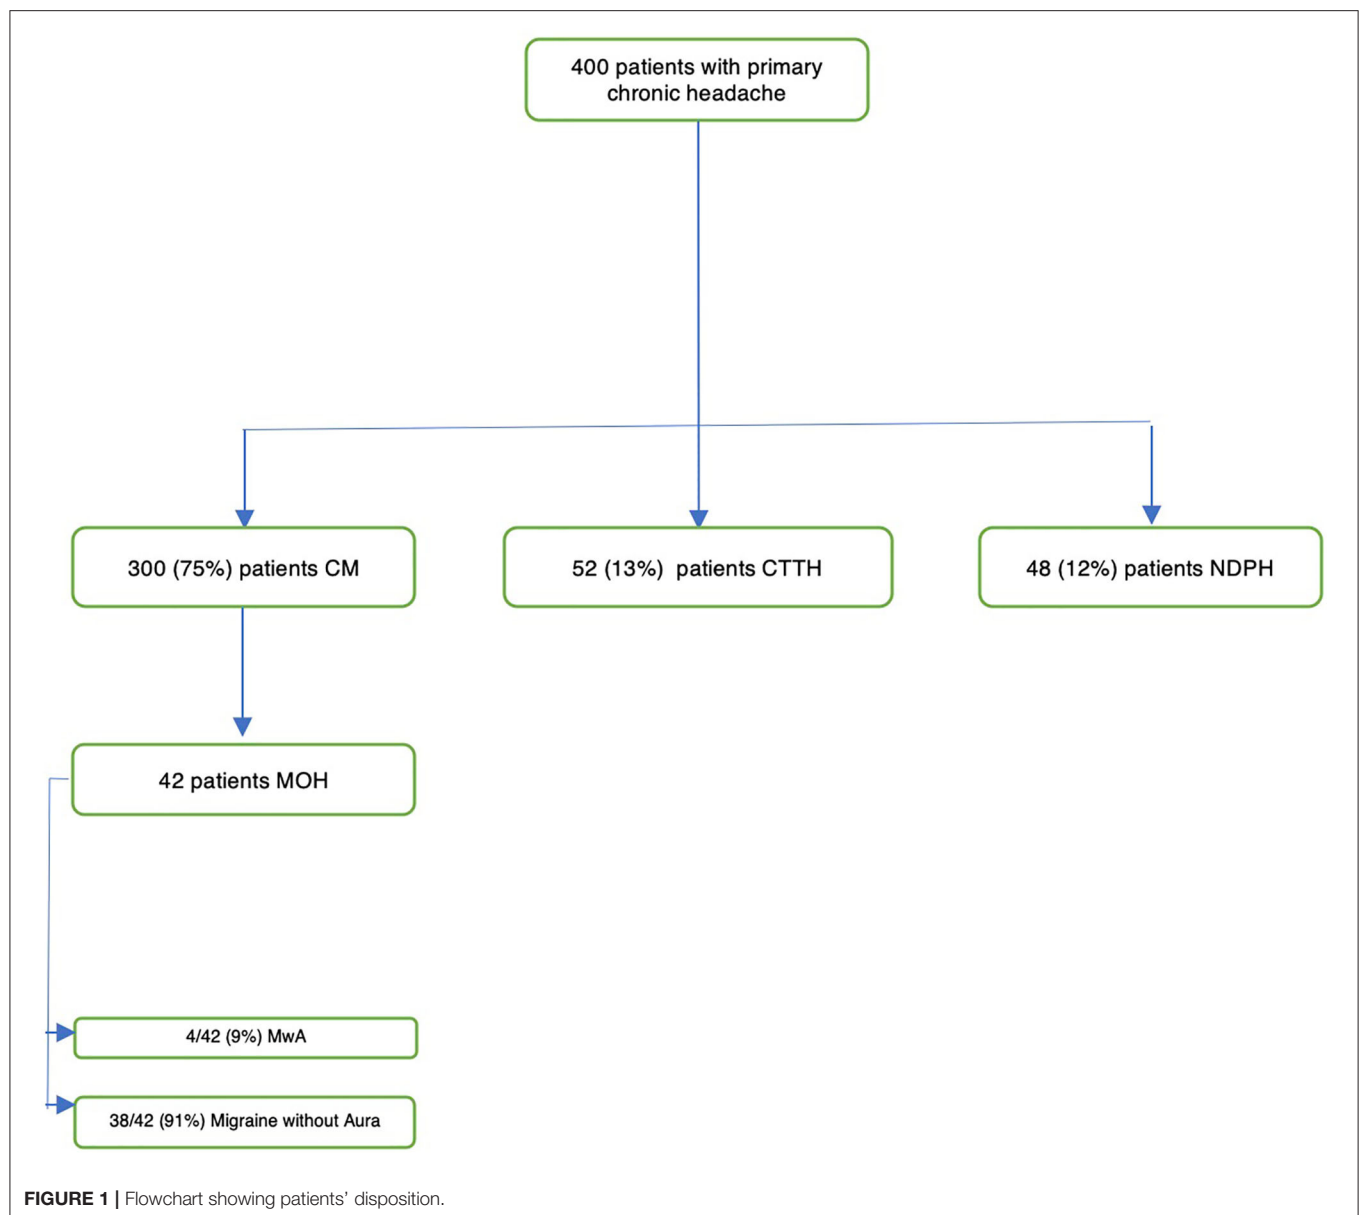 400 patients with primary
chronic headache
300 (75%) patients CM
52 (13%) patients CTTH
48 (12%) patients NDPH
42 patients MOH
4/42 (9%) MwA
38/42 (91%) Migraine without Aura
FIGURE 1 | Flowchart showing patients’ disposition.